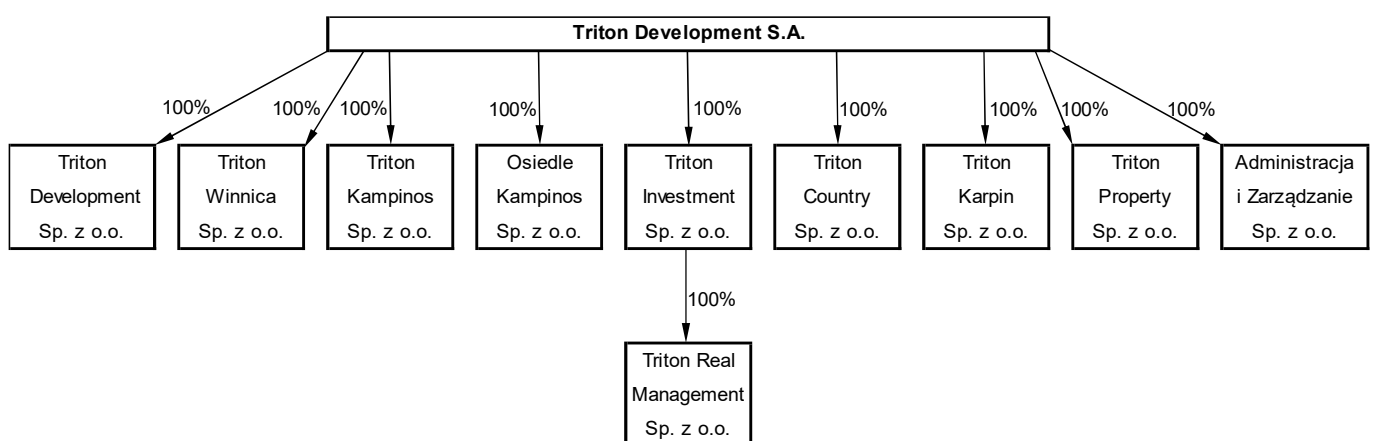 Triton Development S.A.
100%
100%
100%
100%
100%
100%
100%
100%
100%
Triton
Development
Sp. z o.o.
Triton
Winnica
Sp. z o.o.
Triton
Kampinos
Sp. z o.o.
Osiedle
Kampinos
Sp. z o.o.
Triton
Investment
Sp. z o.o.
Triton
Country
Sp. z o.o.
Triton
Karpin
Sp. z o.o.
Triton
Property
Sp. z o.o.
Administracja
i Zarządzanie
Sp. z o.o.
100%
Triton Real
Management
Sp. z o.o.